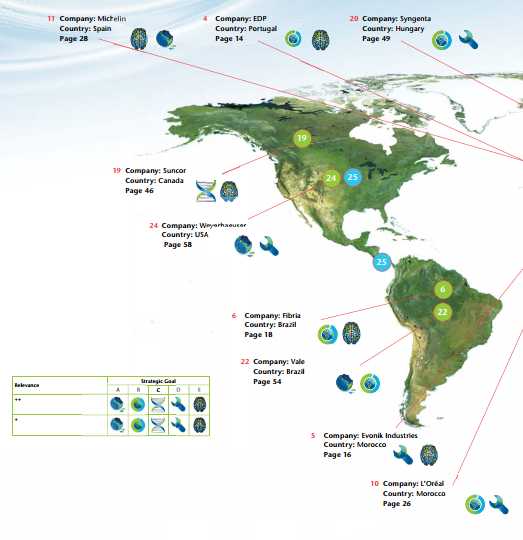 11 Company: Michelin
Country: Spain
Page 28
4 Company: EDP
Country: Portugal
Page 14
20 Company: Syngenta
Country: Hungary
Page 49
19
24
25
19 Company: Suncor
Country: Canada
Page 46
24 Company: Weyerhaeuser
Country: USA
Page 58
25
6
22
6 Company: Fibria
Country: Brazil
Page 18
22 Company: Vale
Country: Brazil
Page 54
Relevance
Strategic Goal
A B C D E
++
+
5 Company: Evonik Industries
Country: Morocco
Page 16
10 Company: L'Oréal
Country: Morocco
Page 26